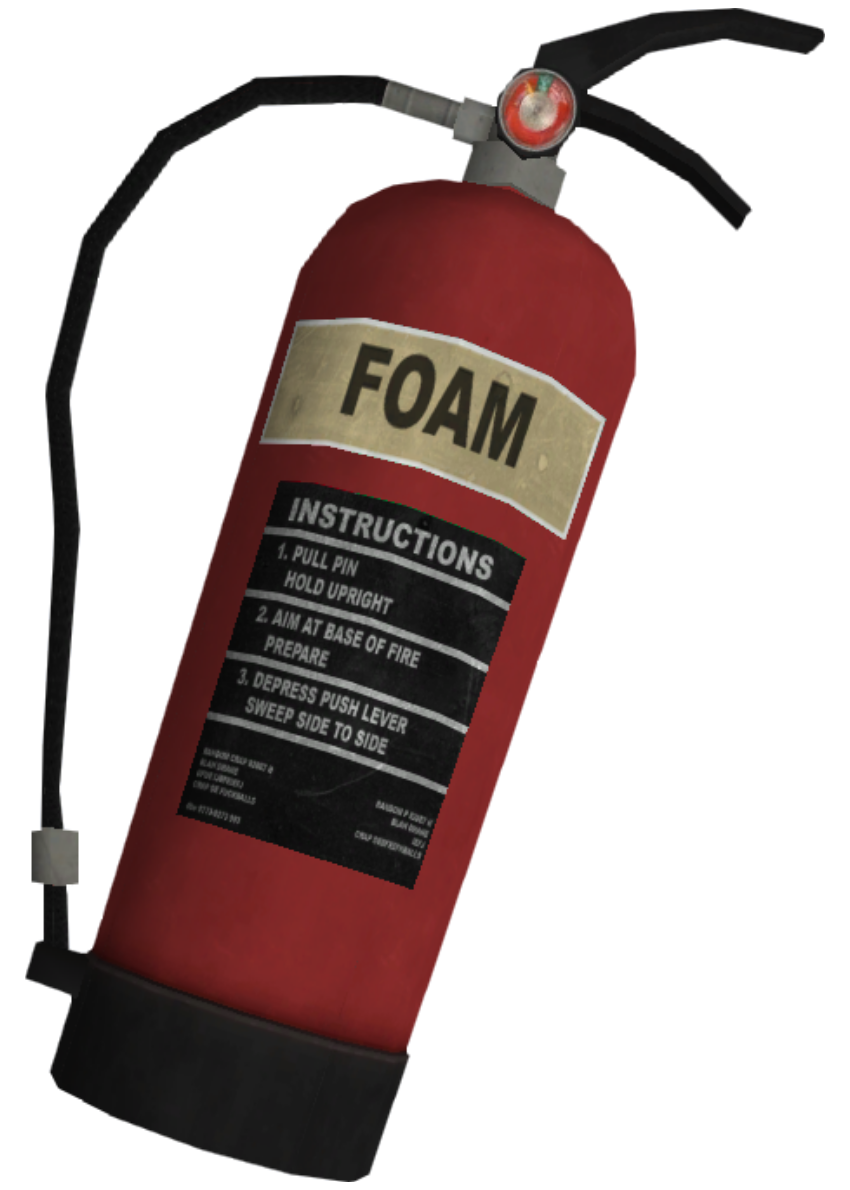 FOAM
INSTRUCTIONS
1. PULL PIN
HOLD UPRIGHT
2. AIM AT BASE OF FIRE
PREPARE
3. DEPRESS PUSH LEVER
SWEEP SIDE TO SIDE